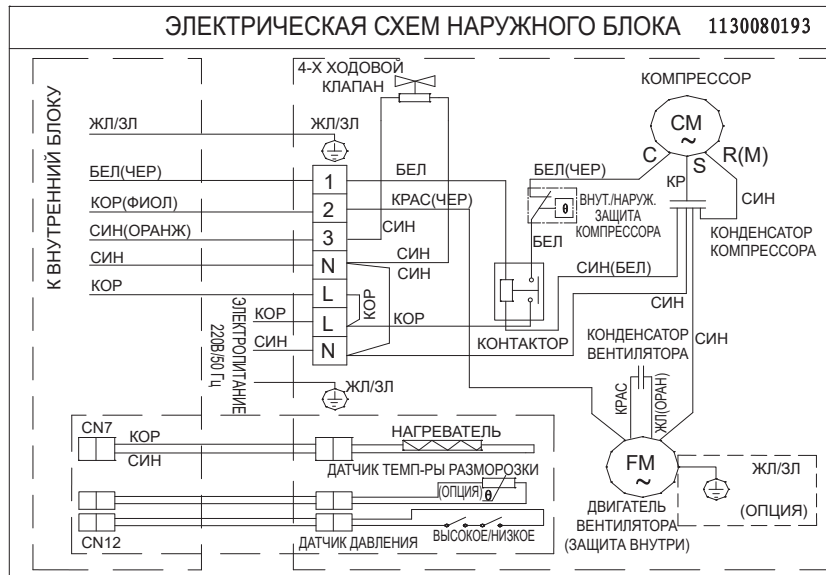 ЭЛЕКТРИЧЕСКАЯ СХЕМ НАРУЖНОГО БЛОКА 1130080193
К ВНУТРЕННИЙ БЛОКУ
ЖЛ/ЗЛ
БЕЛ(ЧЕР)
КОР(ФИОЛ)
СИН(ОРАНЖ)
СИН
КОР
КОР
СИН
ЭЛЕКТРОПИТАНИЕ
220В/50 Гц
ЖЛ/ЗЛ
1
2
3
N
L
L
N
ЖЛ/ЗЛ
4-Х ХОДОВОЙ
КЛАПАН
БЕЛ
КРАС(ЧЕР)
СИН
СИН
СИН
КОР
КОР
КОМПРЕССОР
CM
~
C
S
R(M)
БЕЛ(ЧЕР)
КР
СИН
θ
ВНУТ./НАРУЖ.
ЗАЩИТА
КОМПРЕССОРА
БЕЛ
КОНДЕНСАТОР
КОМПРЕССОРА
СИН(БЕЛ)
СИН
КОНТАКТОР
КОНДЕНСАТОР
ВЕНТИЛЯТОРА
СИН
КРАС
ЖЛ(ОРАН)
FM
~
ДВИГАТЕЛЬ
ВЕНТИЛЯТОРА
(ЗАЩИТА ВНУТРИ)
ЖЛ/ЗЛ
(ОПЦИЯ)
CN7
КОР
СИН
НАГРЕВАТЕЛЬ
ДАТЧИК ТЕМП-РЫ РАЗМОРОЗКИ
(ОПЦИЯ)
θ
CN12
ДАТЧИК ДАВЛЕНИЯ
ВЫСОКОЕ/НИЗКОЕ